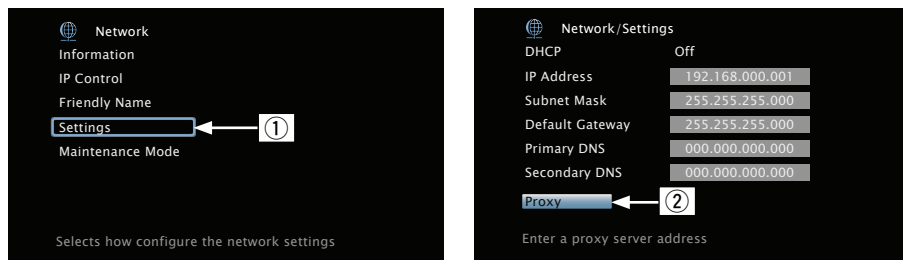 Network
Information
IP Control
Friendly Name
Settings
①
Maintenance Mode
Selects how configure the network settings
Network/Settings
DHCP Off
IP Address 192.168.000.001
Subnet Mask 255.255.255.000
Default Gateway 255.255.255.000
Primary DNS 000.000.000.000
Secondary DNS 000.000.000.000
Proxy
②
Enter a proxy server address